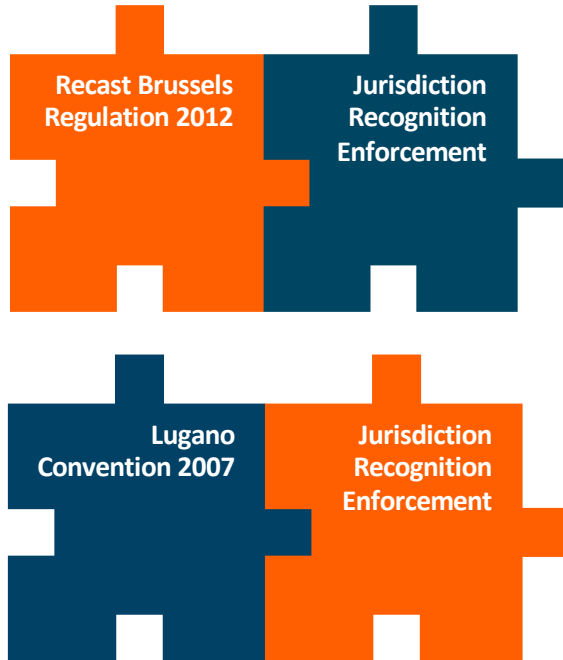 Recast Brussels
Regulation 2012
Jurisdiction
Recognition
Enforcement
Lugano
Convention 2007
Jurisdiction
Recognition
Enforcement